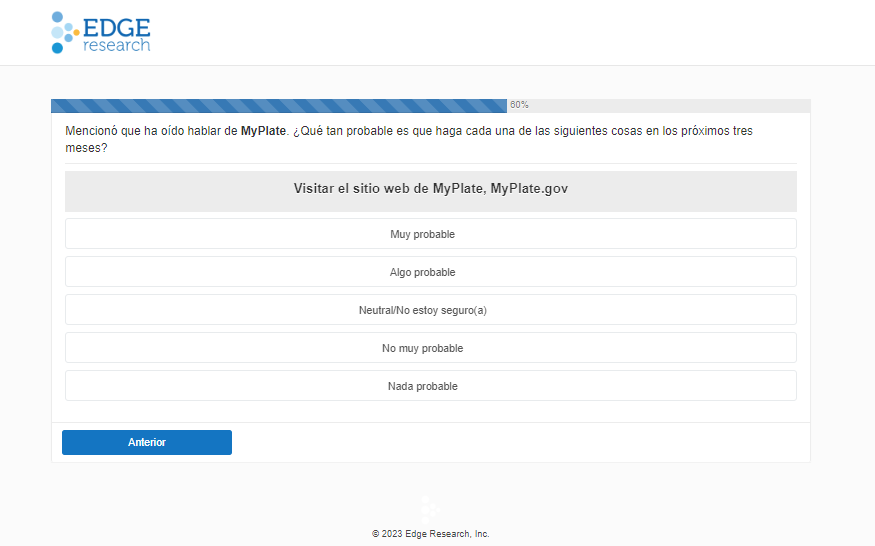 EDGE
research
60%
Mencionó que ha oído hablar de MyPlate. ¿Qué tan probable es que haga cada una de las siguientes cosas en los próximos tres
meses?
Visitar el sitio web de MyPlate, MyPlate.gov
Muy probable
Algo probable
Neutral/No estoy seguro(a)
No muy probable
Nada probable
Anterior
© 2023 Edge Research, Inc.